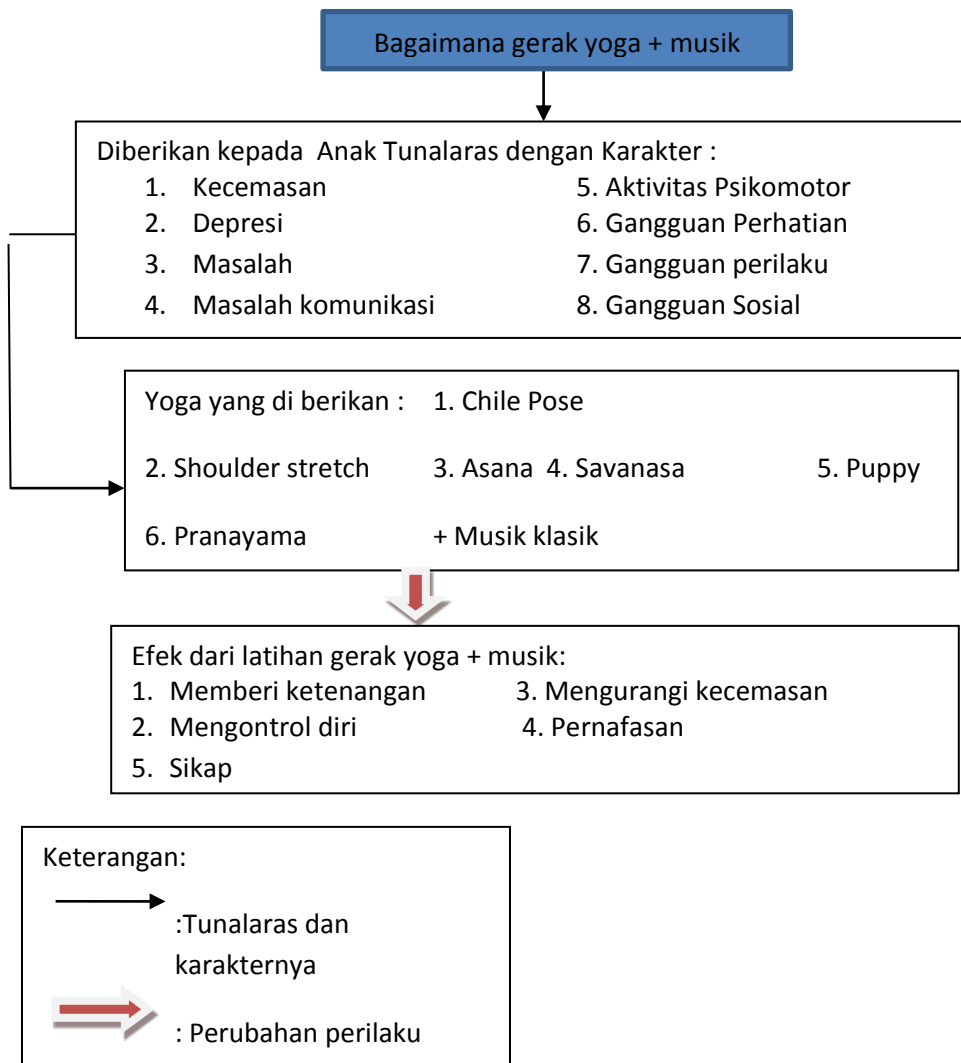 Bagaimana gerak yoga + musik
Diberikan kepada Anak Tunalaras dengan Karakter :
1. Kecemasan 5. Aktivitas Psikomotor
2. Depresi 6. Gangguan Perhatian
3. Masalah 7. Gangguan perilaku
4. Masalah komunikasi 8. Gangguan Sosial
Yoga yang di berikan : 1. Chile Pose
2. Shoulder stretch 3. Asana 4. Savanasa 5. Puppy
6. Pranayama + Musik klasik
Efek dari latihan gerak yoga + musik:
1. Memberi ketenangan 3. Mengurangi kecemasan
2. Mengontrol diri 4. Pernafasan
5. Sikap
Keterangan:
:Tunalaras dan
karakternya
: Perubahan perilaku